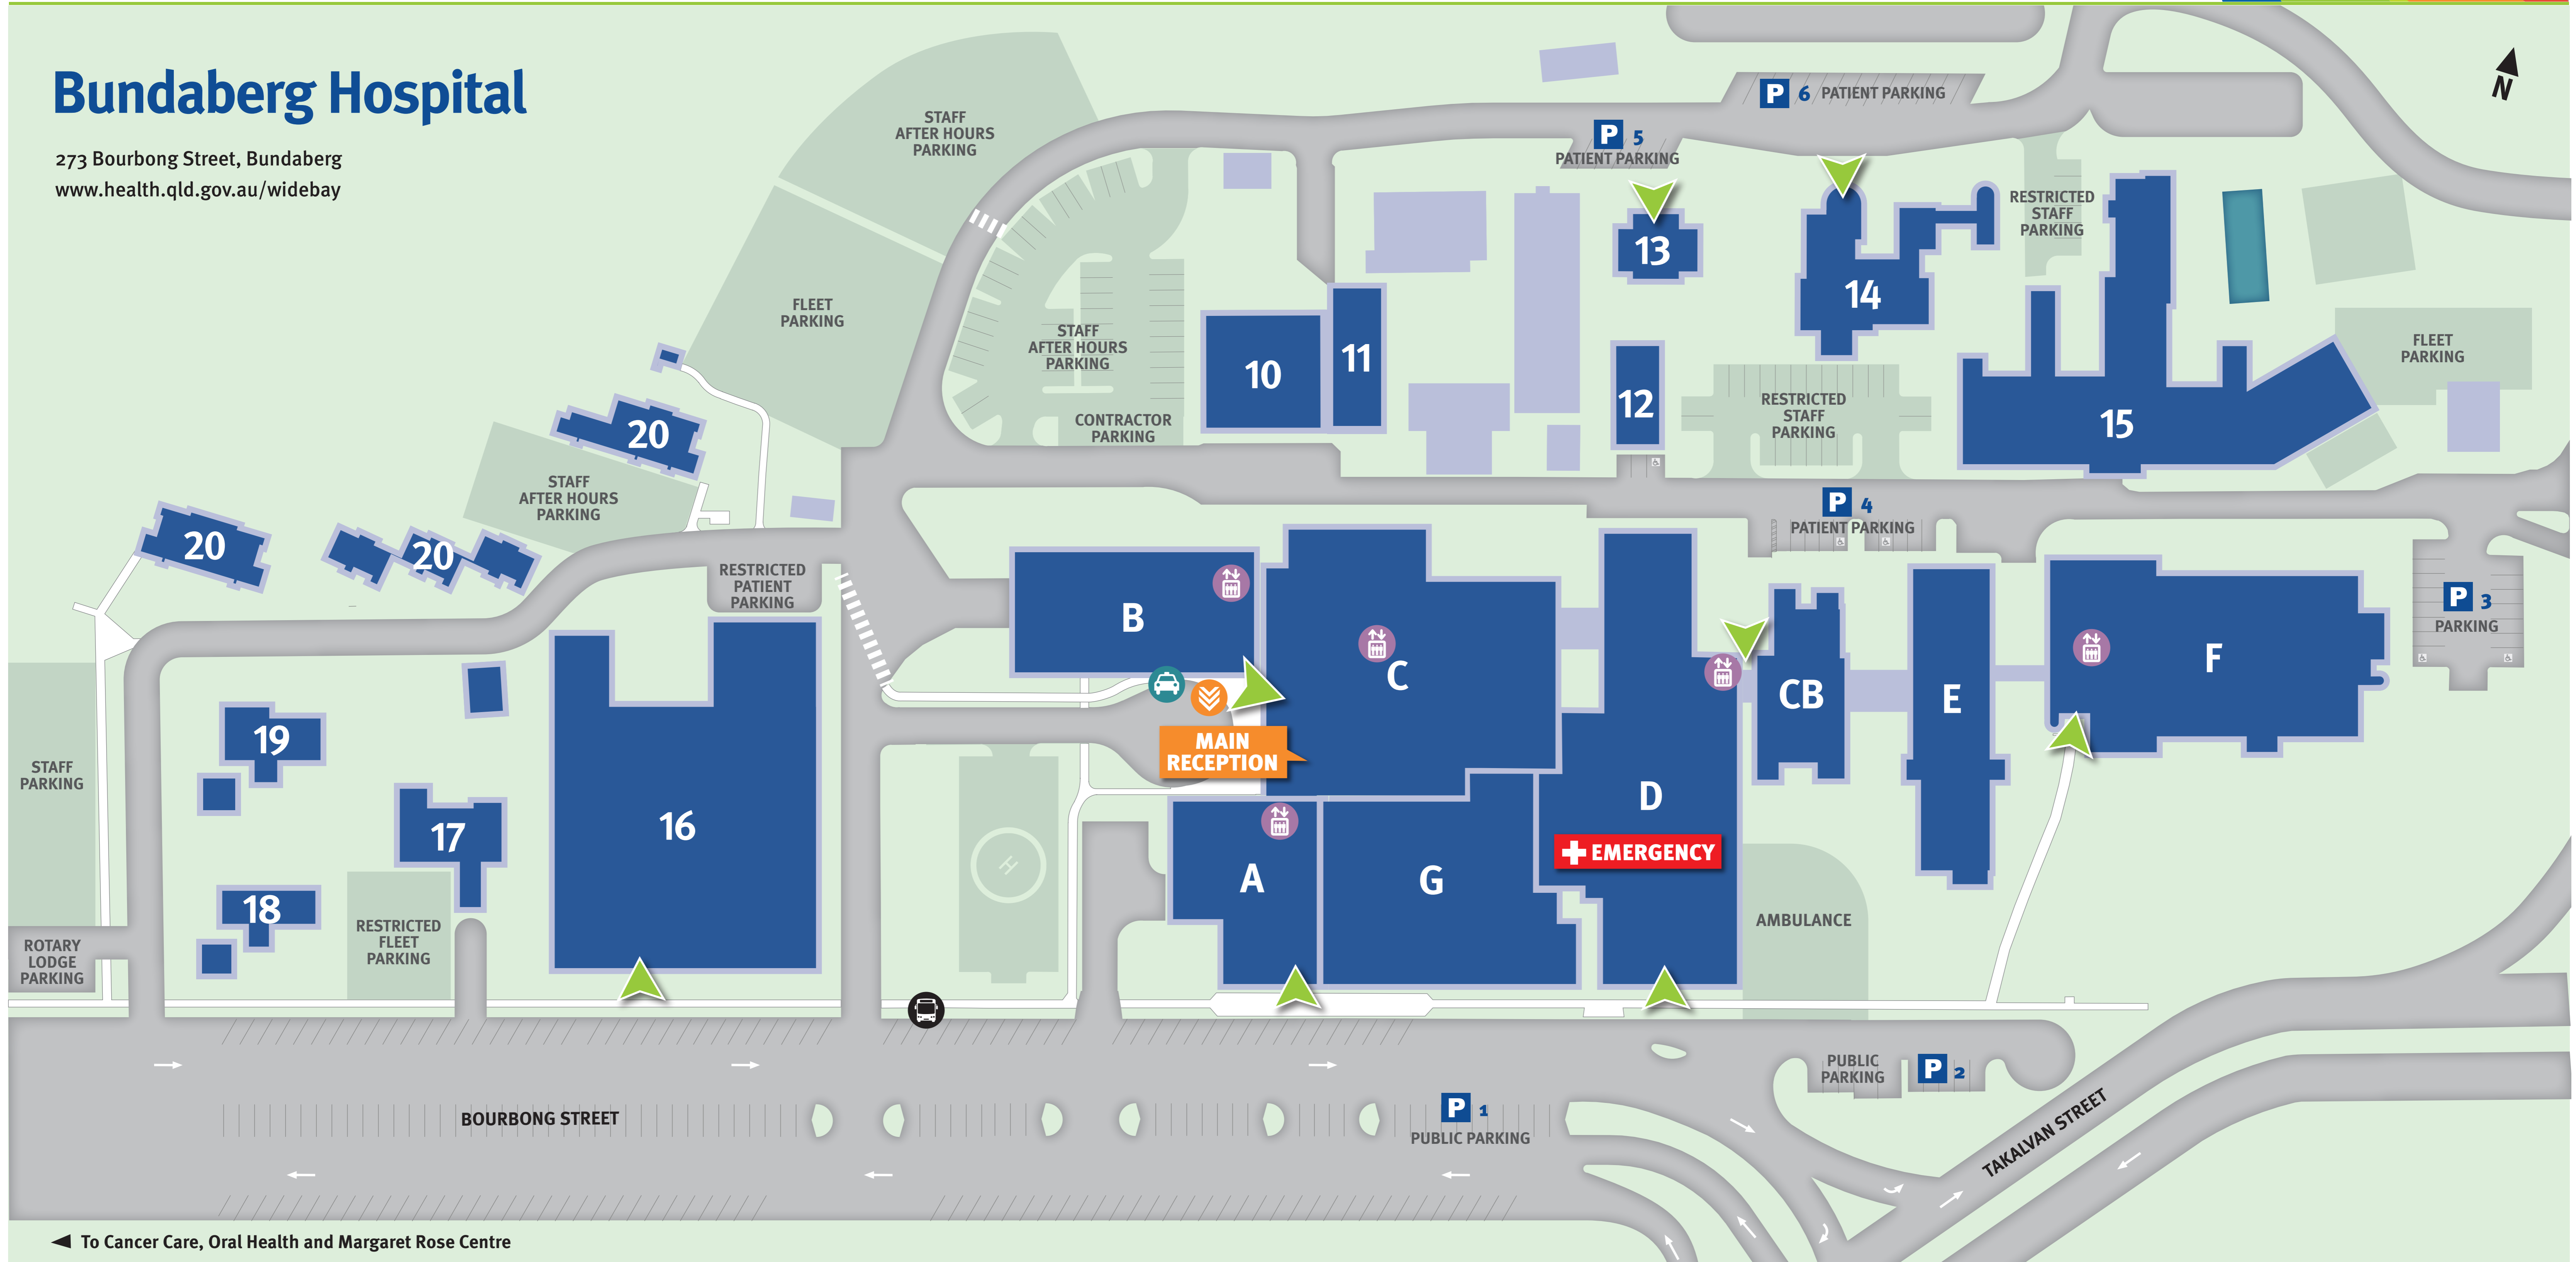 Bundaberg Hospital
273 Bourbong Street, Bundaberg
www.health.qld.gov.au/widebay
N
STAFF
AFTER HOURS
PARKING
P 6 PATIENT PARKING
P 5
PATIENT PARKING
RESTRICTED
STAFF
PARKING
13
14
FLEET
PARKING
STAFF
AFTER HOURS
PARKING
10
11
12
RESTRICTED
STAFF
PARKING
15
FLEET
PARKING
CONTRACTOR
PARKING
20
STAFF
AFTER HOURS
PARKING
20
20
P 4
PATIENT PARKING
RESTRICTED
PATIENT
PARKING
B
C
CB
E
F
P 3
PARKING
MAIN
RECEPTION
19
STAFF
PARKING
17
16
H
A
G
D
EMERGENCY
AMBULANCE
18
RESTRICTED
FLEET
PARKING
ROTARY
LODGE
PARKING
PUBLIC
PARKING
P 2
BOURBONG STREET
P 1
PUBLIC PARKING
TAKALVAN STREET
To Cancer Care, Oral Health and Margaret Rose Centre